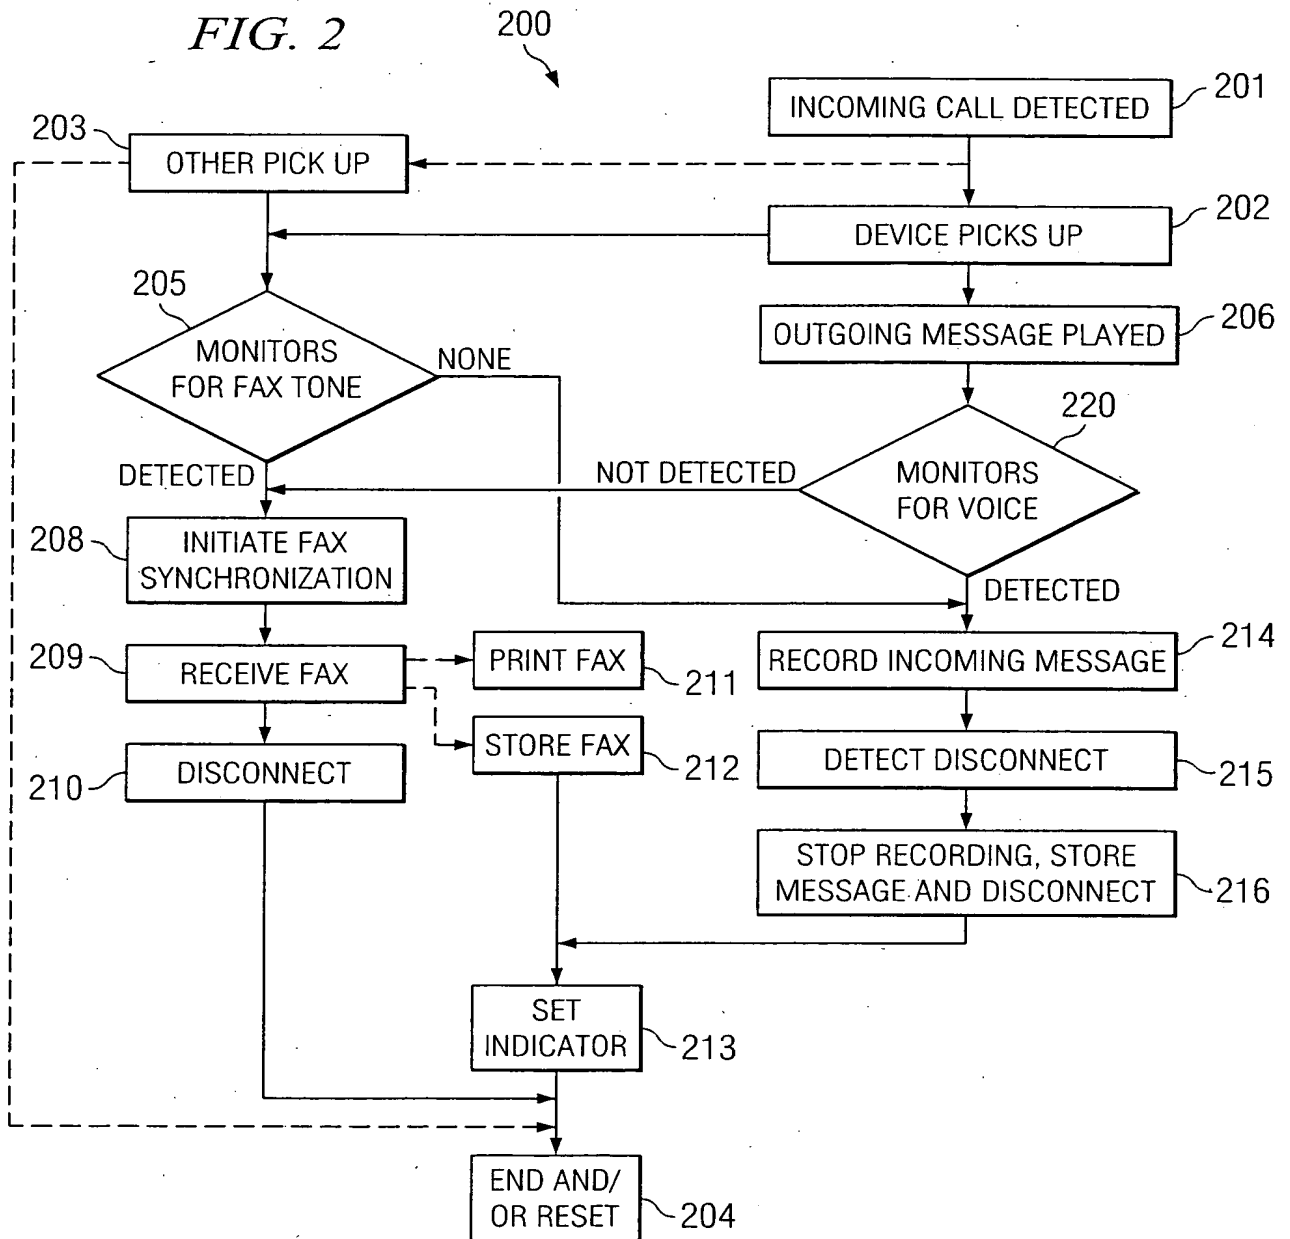 FIG. 2
200
INCOMING CALL DETECTED
201
203
OTHER PICK UP
202
DEVICE PICKS UP
205
MONITORS
FOR FAX TONE
NONE
OUTGOING MESSAGE PLAYED
206
220
MONITORS
FOR VOICE
NOT DETECTED
DETECTED
208
INITIATE FAX
SYNCHRONIZATION
DETECTED
209
RECEIVE FAX
PRINT FAX
211
RECORD INCOMING MESSAGE
214
210
DISCONNECT
STORE FAX
212
DETECT DISCONNECT
215
STOP RECORDING, STORE
MESSAGE AND DISCONNECT
216
SET
INDICATOR
213
END AND/
OR RESET
204